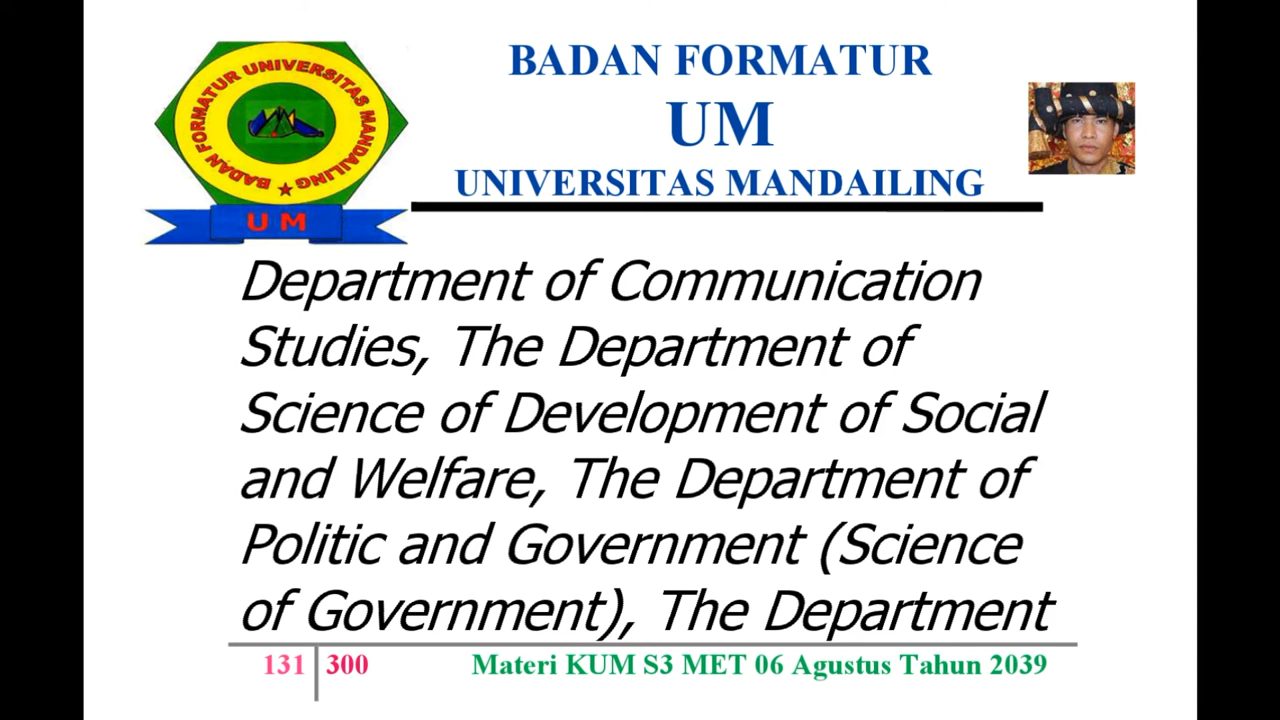 BADAN FORMATUR UNIVERSITAS MANDAILING
U M
BADAN FORMATUR
UM
UNIVERSITAS MANDAILING
Department of Communication
Studies, The Department of
Science of Development of Social
and Welfare, The Department of
Politic and Government (Science
of Government), The Department
131 300 Materi KUM S3 MET 06 Agustus Tahun 2039